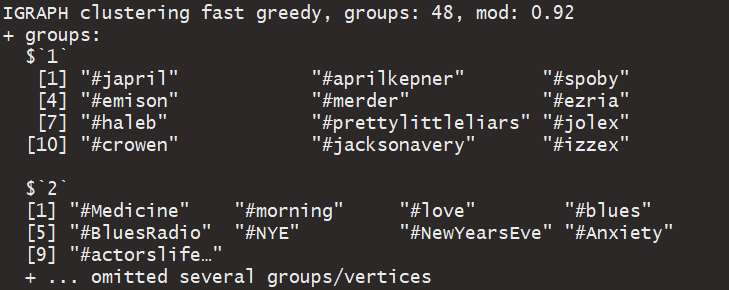 IGRAPH clustering fast greedy, groups: 48, mod: 0.92
+ groups:
  $`1`
   [1] "#japril"            "#aprilkepner"       "#spoby"
   [4] "#emison"            "#merder"            "#ezria"
   [7] "#haleb"             "#prettylittleliars" "#jolex"
  [10] "#crowen"            "#jacksonavery"      "#izzex"

  $`2`
  [1] "#Medicine"    "#morning"     "#love"        "#blues"
  [5] "#BluesRadio"  "#NYE"         "#NewYearsEve" "#Anxiety"
  [9] "#actorslife…"
  + ... omitted several groups/vertices